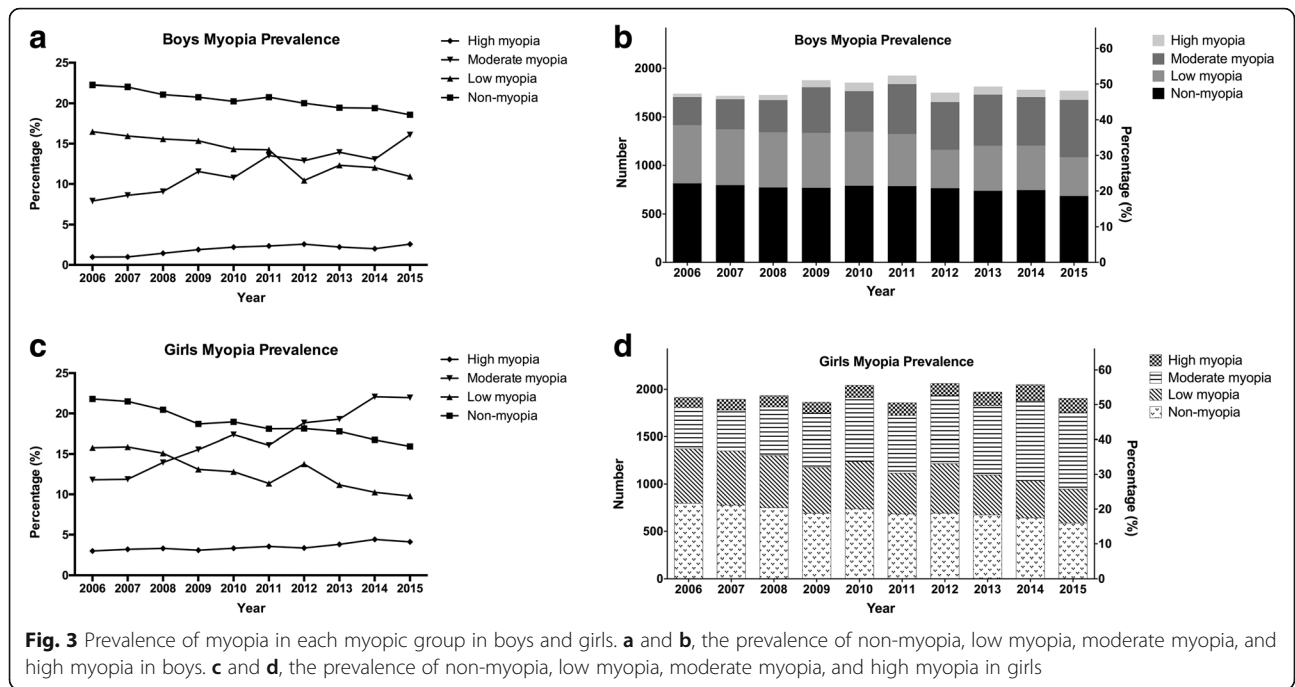 a
Boys Myopia Prevalence
High myopia
Moderate myopia
Low myopia
Non-myopia
Percentage (%)
25
20
15
10
5
0
2006 2007 2008 2009 2010 2011 2012 2013 2014 2015
Year
b
Boys Myopia Prevalence
High myopia
Moderate myopia
Low myopia
Non-myopia
Number
2000
1500
1000
500
0
Percentage (%)
60
50
40
30
20
10
0
2006 2007 2008 2009 2010 2011 2012 2013 2014 2015
Year
c
Girls Myopia Prevalence
High myopia
Moderate myopia
Low myopia
Non-myopia
Percentage (%)
25
20
15
10
5
0
2006 2007 2008 2009 2010 2011 2012 2013 2014 2015
Year
d
Girls Myopia Prevalence
High myopia
Moderate myopia
Low myopia
Non-myopia
Number
2000
1500
1000
500
0
Percentage (%)
60
50
40
30
20
10
0
2006 2007 2008 2009 2010 2011 2012 2013 2014 2015
Year
Fig. 3 Prevalence of myopia in each myopic group in boys and girls. a and b, the prevalence of non-myopia, low myopia, moderate myopia, and
high myopia in boys. c and d, the prevalence of non-myopia, low myopia, moderate myopia, and high myopia in girls